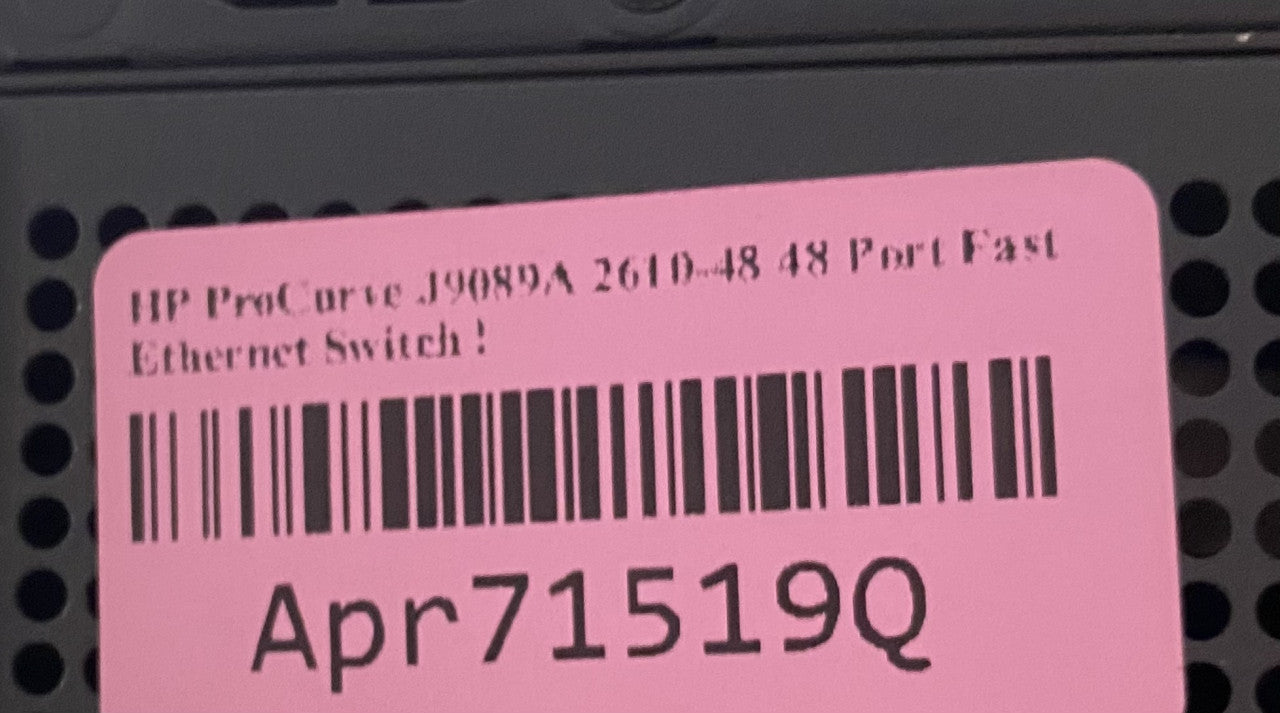 HP ProCurve J9089A 2610-48 48 Port Fast
Ethernet Switch !
Apr71519Q